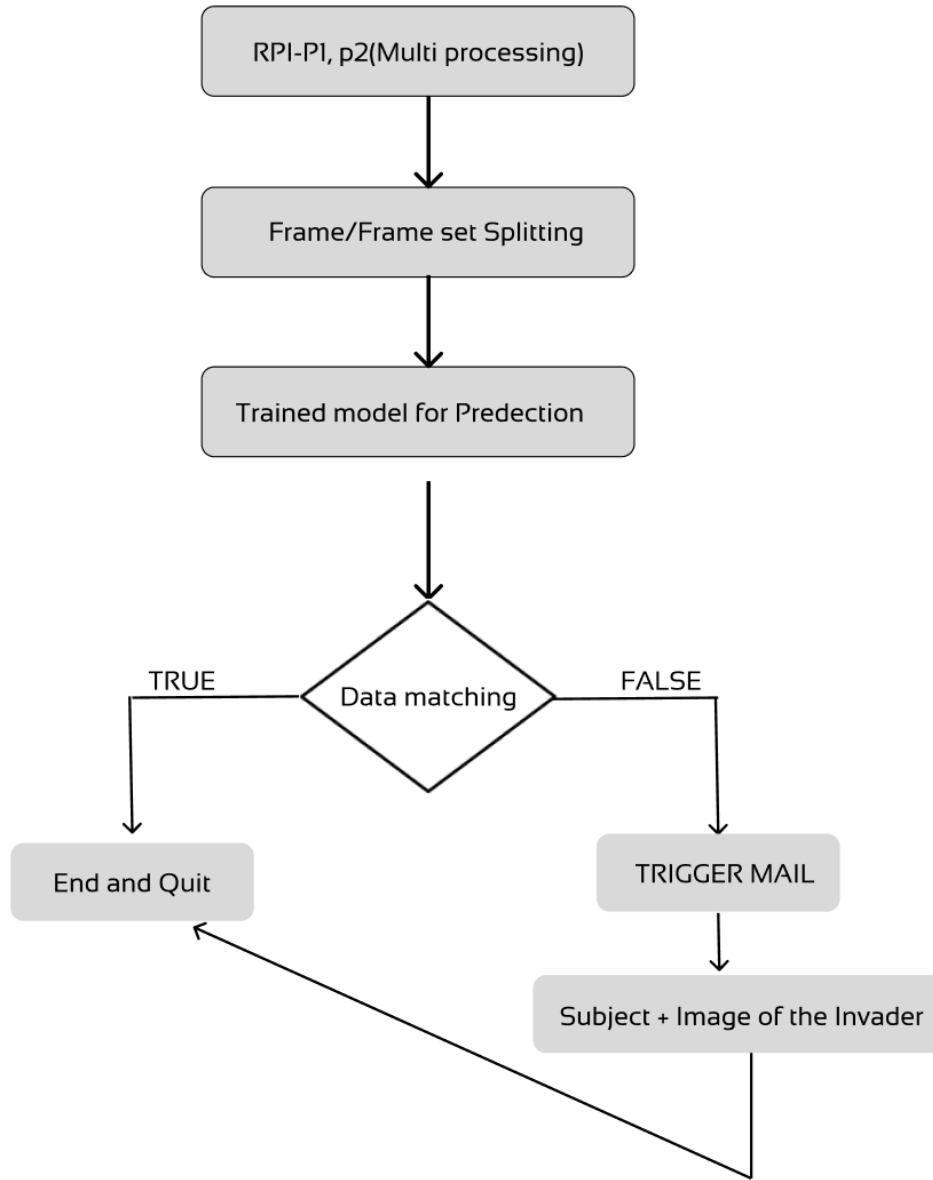 RPI-P1, p2(Multi processing)
Frame/Frame set Splitting
Trained model for Predection
Data matching
TRUE
FALSE
End and Quit
TRIGGER MAIL
Subject + Image of the Invader